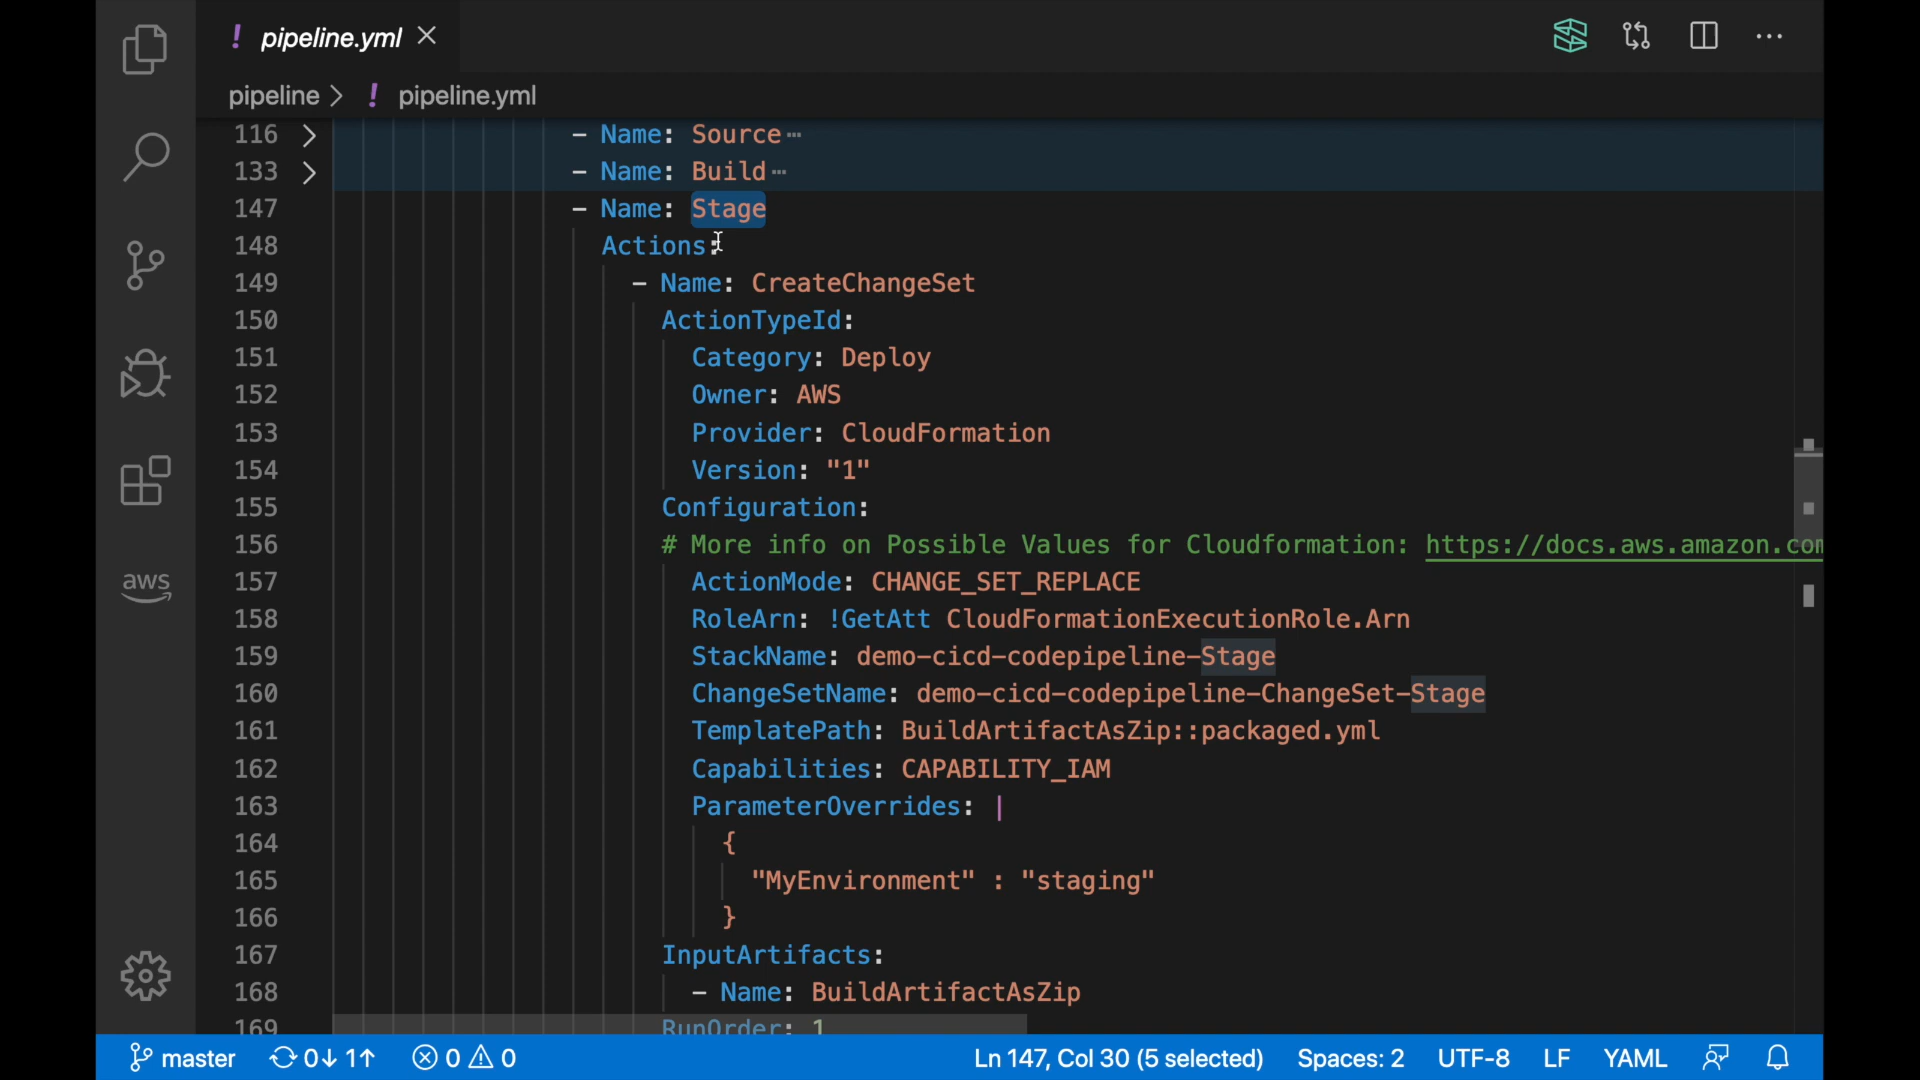 ! pipeline.yml
pipeline > ! pipeline.yml
116 > - Name: Source…
133 > - Name: Build…
147 - Name: Stage
148 Actions:
149 - Name: CreateChangeSet
150 ActionTypeId:
151 Category: Deploy
152 Owner: AWS
153 Provider: CloudFormation
154 Version: "1"
155 Configuration:
156 # More info on Possible Values for Cloudformation: https://docs.aws.amazon.com
157 ActionMode: CHANGE_SET_REPLACE
158 RoleArn: !GetAtt CloudFormationExecutionRole.Arn
159 StackName: demo-cicd-codepipeline-Stage
160 ChangeSetName: demo-cicd-codepipeline-ChangeSet-Stage
161 TemplatePath: BuildArtifactAsZip::packaged.yml
162 Capabilities: CAPABILITY_IAM
163 ParameterOverrides: |
164 {
165 "MyEnvironment" : "staging"
166 }
167 InputArtifacts:
168 - Name: BuildArtifactAsZip
169 RunOrder: 1
aws
master 0↓ 1↑ 0 0 Ln 147, Col 30 (5 selected) Spaces: 2 UTF-8 LF YAML